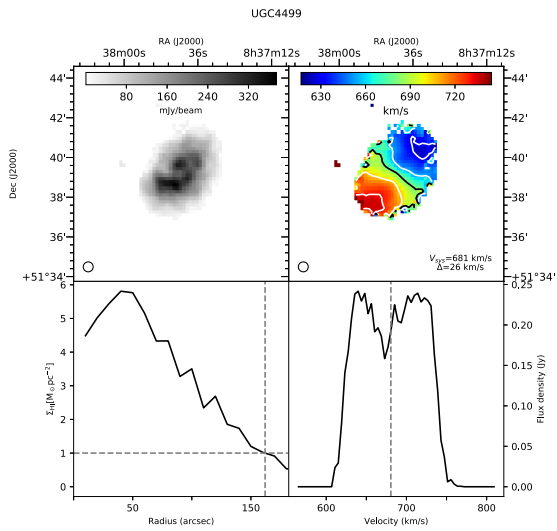 UGC4499
RA (J2000)
38m00s 36s 8h37m12s
RA (J2000)
38m00s 36s 8h37m12s
44' 44'
80 160 240 320
mJy/beam
630 660 690 720
km/s
42' 42'
Dec (J2000)
40' 40'
38' 38'
36' 36'
V_sys=681 km/s
Δ=26 km/s
+51°34' +51°34'
6 0.25
5 0.20
4
3 0.15
2 0.10
1 0.05
0 0.00
Σ_HI[M_⊙pc^-2]
Flux density (Jy)
50 150
Radius (arcsec)
600 700 800
Velocity (km/s)